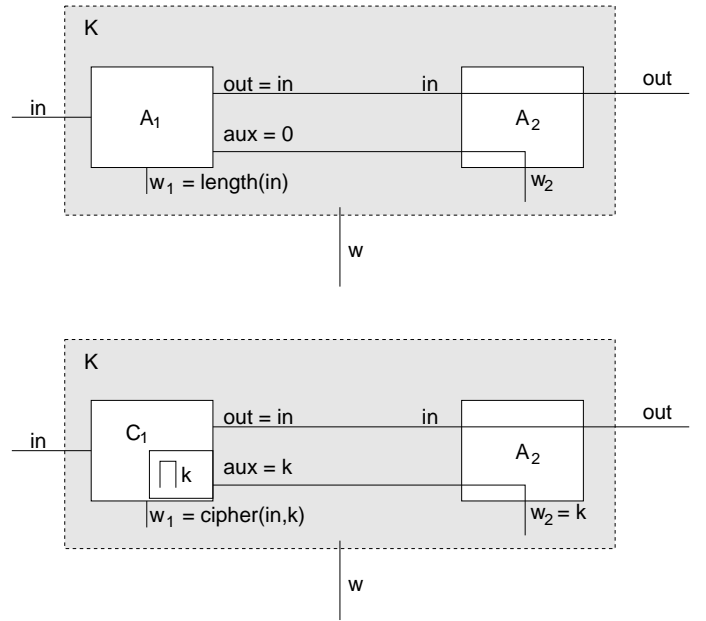 K
out = in
in
out
in
A1
A2
aux = 0
w1 = length(in)
w2
w
K
out = in
in
out
in
C1
A2
∏ k
aux = k
w1 = cipher(in,k)
w2 = k
w